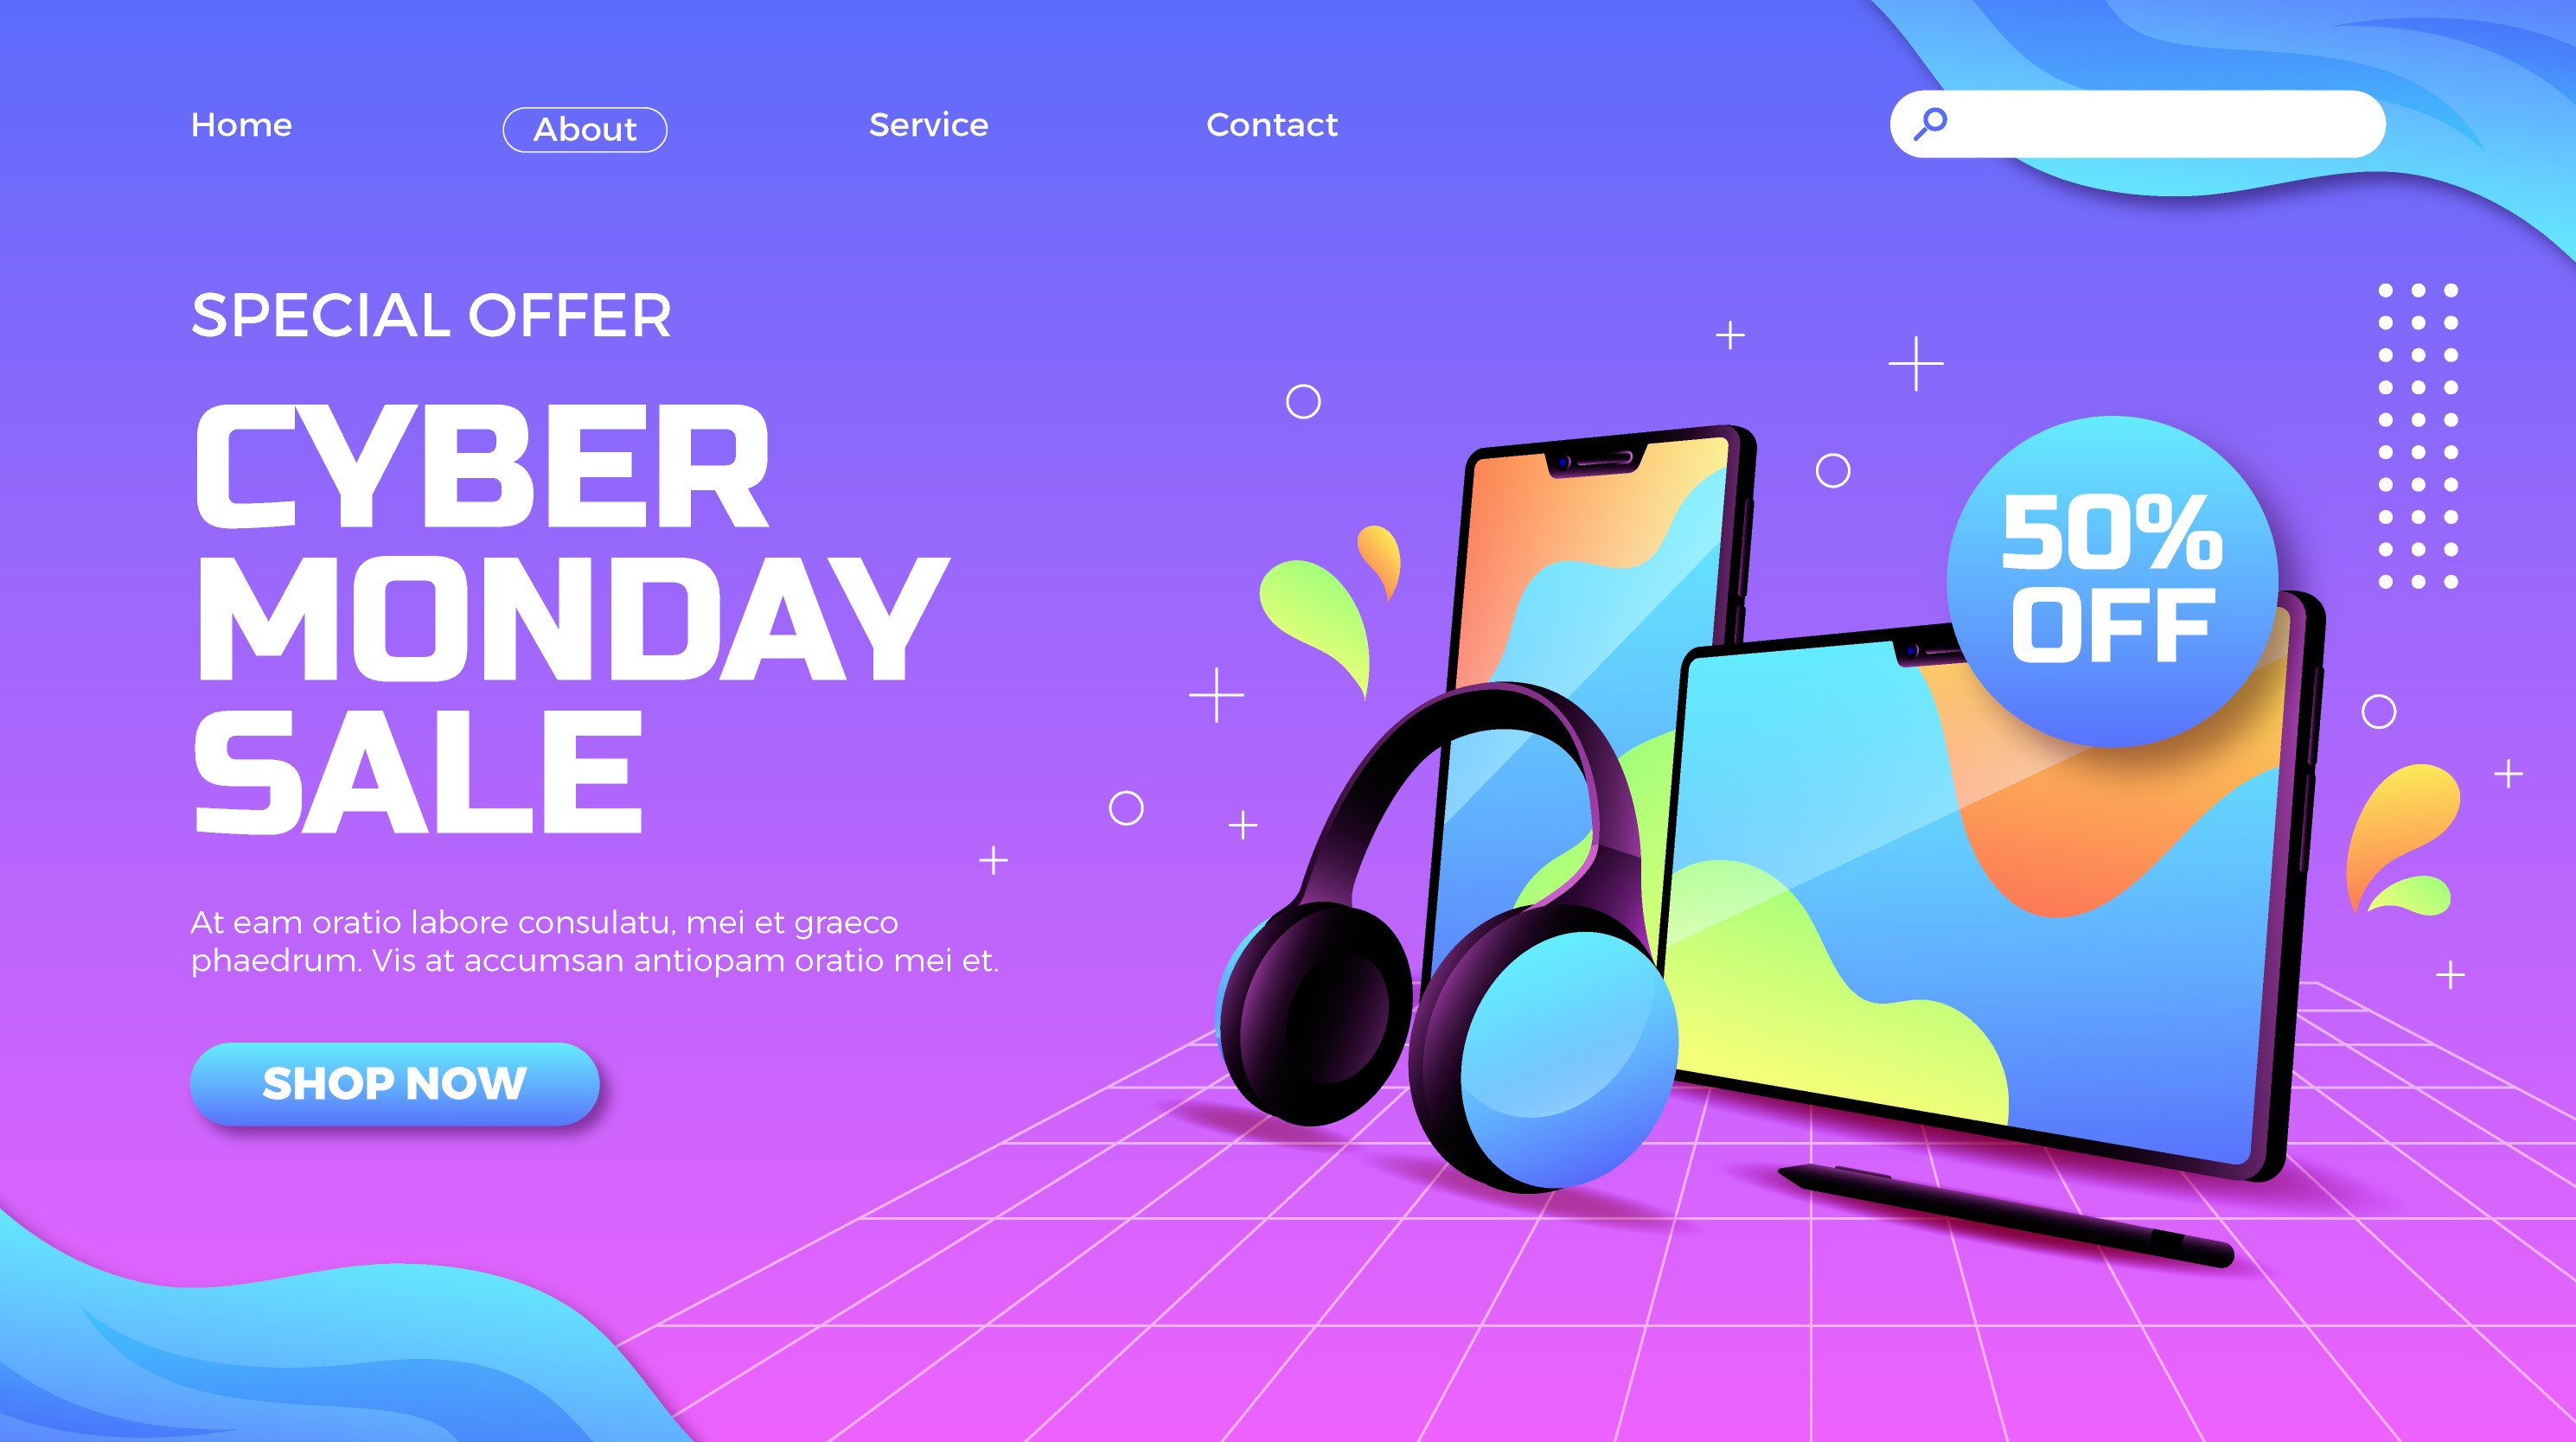 Home
About
Service
Contact
SPECIAL OFFER
CYBER
MONDAY
SALE
50%
OFF
At eam oratio labore consulatu, mei et graeco
phaedrum. Vis at accumsan antiopam oratio mei et.
SHOP NOW